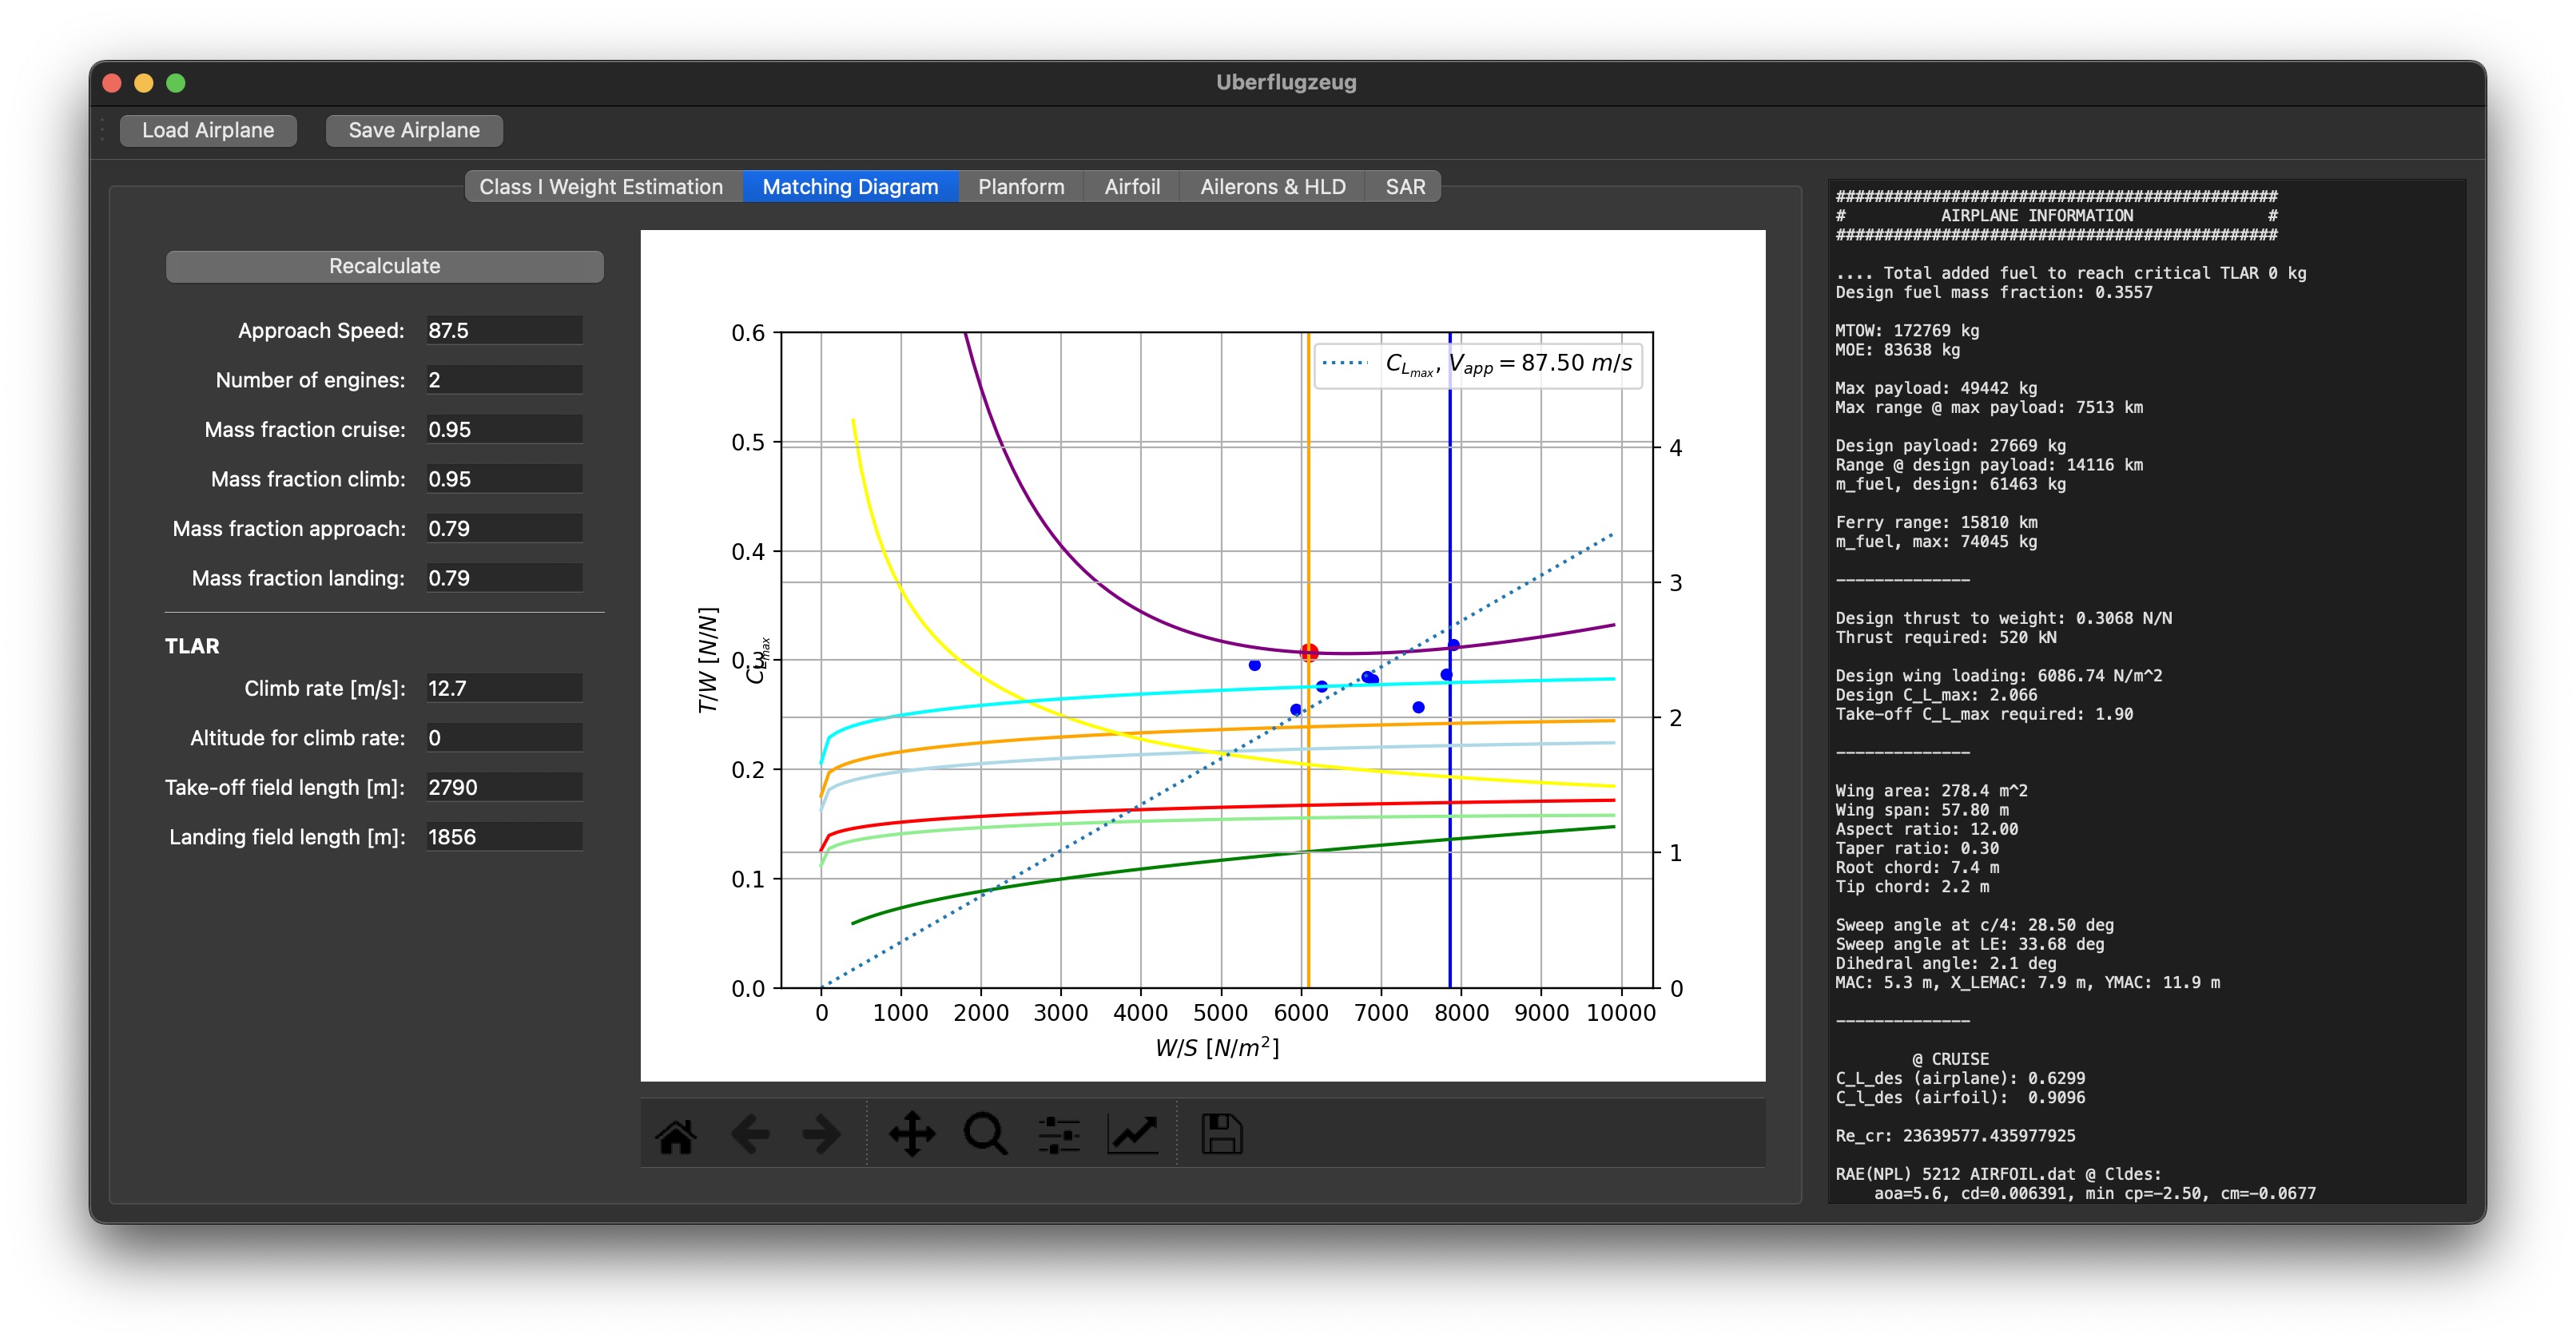 Uberflugzeug
Load Airplane
Save Airplane
Class I Weight Estimation
Matching Diagram
Planform
Airfoil
Ailerons & HLD
SAR
Recalculate
Approach Speed: 87.5
Number of engines: 2
Mass fraction cruise: 0.95
Mass fraction climb: 0.95
Mass fraction approach: 0.79
Mass fraction landing: 0.79
TLAR
Climb rate [m/s]: 12.7
Altitude for climb rate: 0
Take-off field length [m]: 2790
Landing field length [m]: 1856
C_{L_{max}}, V_{app} = 87.50 m/s
0.6
0.5
0.4
0.3
0.2
0.1
0.0
T/W [N/N]
C_{L_{max}}
4
3
2
1
0
0 1000 2000 3000 4000 5000 6000 7000 8000 9000 10000
W/S [N/m²]
##############################################
# AIRPLANE INFORMATION #
##############################################
.... Total added fuel to reach critical TLAR 0 kg
Design fuel mass fraction: 0.3557
MTOW: 172769 kg
MOE: 83638 kg
Max payload: 49442 kg
Max range @ max payload: 7513 km
Design payload: 27669 kg
Range @ design payload: 14116 km
m_fuel, design: 61463 kg
Ferry range: 15810 km
m_fuel, max: 74045 kg
--------------
Design thrust to weight: 0.3068 N/N
Thrust required: 520 kN
Design wing loading: 6086.74 N/m^2
Design C_L_max: 2.066
Take-off C_L_max required: 1.90
--------------
Wing area: 278.4 m^2
Wing span: 57.80 m
Aspect ratio: 12.00
Taper ratio: 0.30
Root chord: 7.4 m
Tip chord: 2.2 m
Sweep angle at c/4: 28.50 deg
Sweep angle at LE: 33.68 deg
Dihedral angle: 2.1 deg
MAC: 5.3 m, X_LEMAC: 7.9 m, YMAC: 11.9 m
--------------
@ CRUISE
C_L_des (airplane): 0.6299
C_l_des (airfoil): 0.9096
Re_cr: 23639577.435977925
RAE(NPL) 5212 AIRFOIL.dat @ Cldes:
aoa=5.6, cd=0.006391, min cp=-2.50, cm=-0.0677